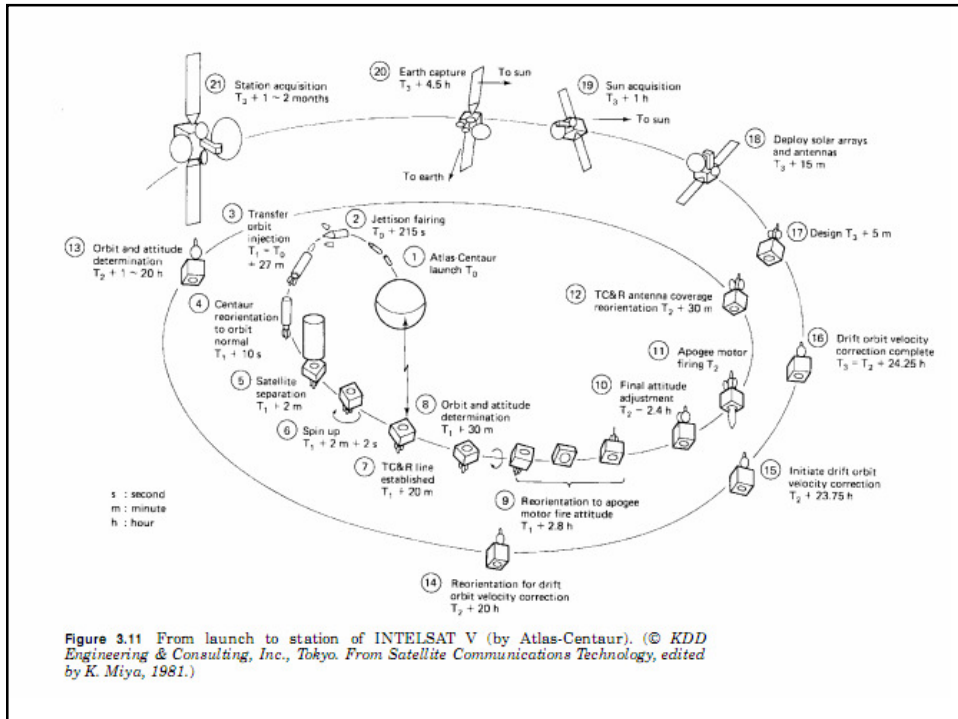 21 Station acquisition
T₃ + 1 ~ 2 months
20 Earth capture
T₃ + 4.5 h
To sun
To earth
19 Sun acquisition
T₃ + 1 h
To sun
18 Deploy solar arrays
and antennas
T₃ + 15 m
17 Design T₃ + 5 m
16 Drift orbit velocity
correction complete
T₃ = T₂ + 24.25 h
15 Initiate drift orbit
velocity correction
T₂ + 23.75 h
14 Reorientation for drift
orbit velocity correction
T₂ + 20 h
13 Orbit and attitude
determination
T₂ + 1 ~ 20 h
12 TC&R antenna coverage
reorientation T₂ + 30 m
11 Apogee motor
firing T₂
10 Final attitude
adjustment
T₂ − 2.4 h
9 Reorientation to apogee
motor fire attitude
T₁ + 2.8 h
8 Orbit and attitude
determination
T₁ + 30 m
7 TC&R line
established
T₁ + 20 m
6 Spin up
T₁ + 2 m + 2 s
5 Satellite
separation
T₁ + 2 m
4 Centaur
reorientation
to orbit
normal
T₁ + 10 s
3 Transfer
orbit
injection
T₁ = T₀
+ 27 m
2 Jettison fairing
T₀ + 215 s
1 Atlas-Centaur
launch T₀
s : second
m : minute
h : hour
Figure 3.11 From launch to station of INTELSAT V (by Atlas-Centaur). (© KDD
Engineering & Consulting, Inc., Tokyo. From Satellite Communications Technology, edited
by K. Miya, 1981.)